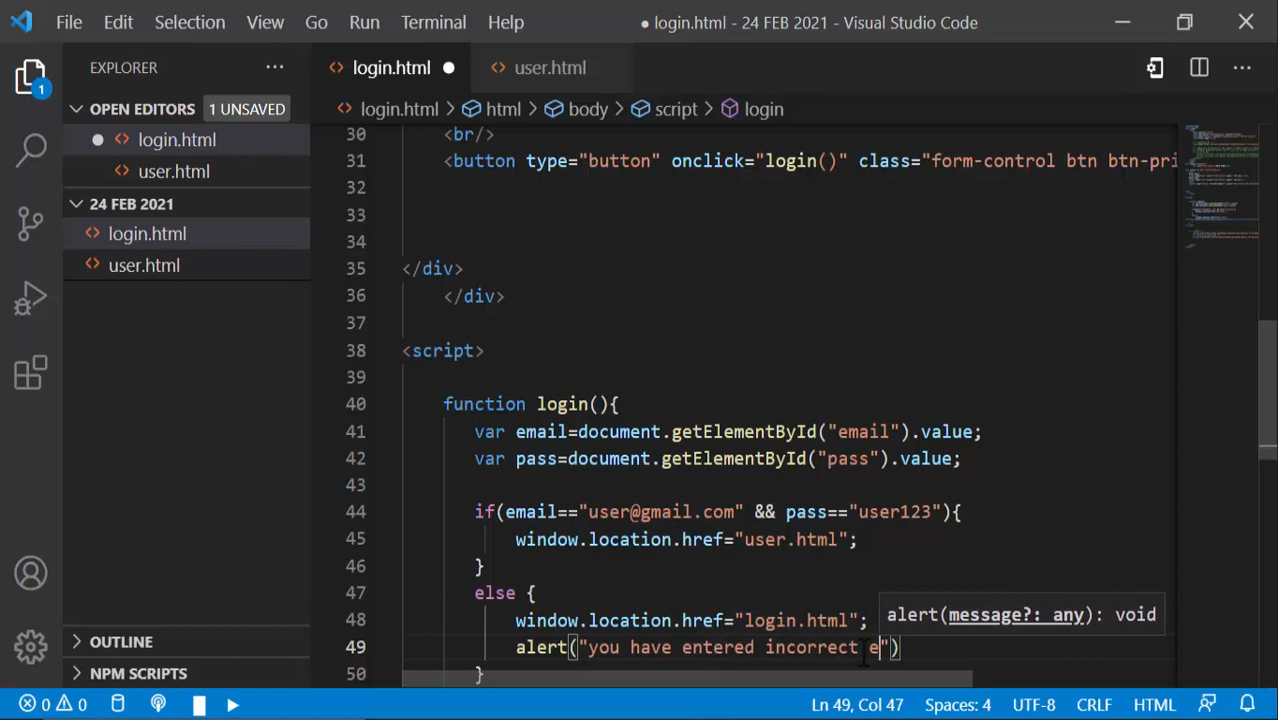 File Edit Selection View Go Run Terminal Help ● login.html - 24 FEB 2021 - Visual Studio Code
EXPLORER ···
login.html ● user.html ···
OPEN EDITORS 1 UNSAVED
login.html > html > body > script > login
● login.html
user.html
24 FEB 2021
login.html
user.html
30 <br/>
31 <button type="button" onclick="login()" class="form-control btn btn-pri
32
33
34
35 </div>
36 </div>
37
38 <script>
39
40 function login(){
41 var email=document.getElementById("email").value;
42 var pass=document.getElementById("pass").value;
43
44 if(email=="user@gmail.com" && pass=="user123"){
45 window.location.href="user.html";
46 }
47 else {
48 window.location.href="login.html";
alert(message?: any): void
49 alert("you have entered incorrect e")
50 }
1
OUTLINE
NPM SCRIPTS
0 0 Ln 49, Col 47 Spaces: 4 UTF-8 CRLF HTML